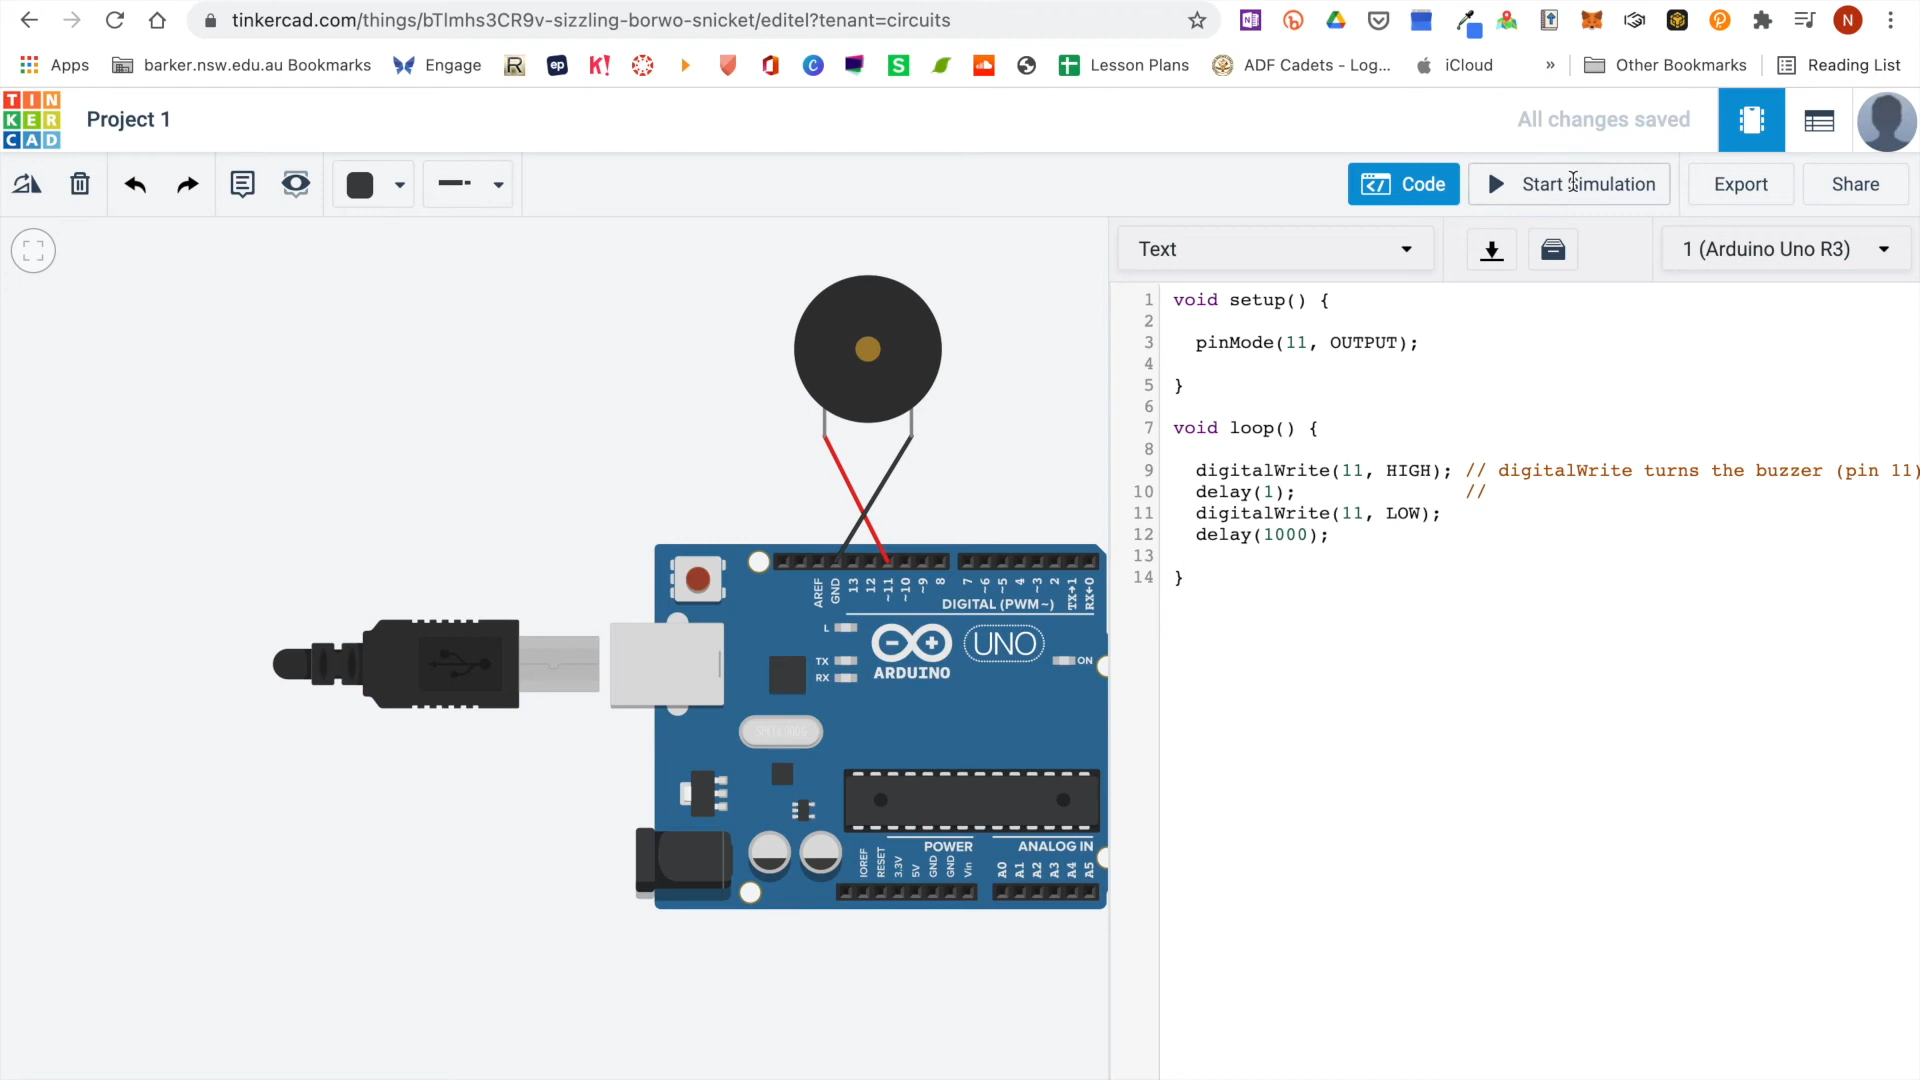 tinkercad.com/things/bTlmhs3CR9v-sizzling-borwo-snicket/editel?tenant=circuits
N
Apps
barker.nsw.edu.au Bookmarks
Engage
R
ep
K!
C
S
Lesson Plans
ADF Cadets - Log...
iCloud
»
Other Bookmarks
Reading List
TIN
KER
CAD
Project 1
All changes saved
Code
Start Simulation
Export
Share
Text
1 (Arduino Uno R3)
1 void setup() {
2
3 pinMode(11, OUTPUT);
4
5 }
6
7 void loop() {
8
9 digitalWrite(11, HIGH); // digitalWrite turns the buzzer (pin 11)
10 delay(1); //
11 digitalWrite(11, LOW);
12 delay(1000);
13
14 }
AREF
GND
13
12
~11
~10
~9
8
7
~6
~5
4
~3
2
TX→1
RX←0
DIGITAL (PWM~)
L
TX
RX
ARDUINO
UNO
ON
POWER
ANALOG IN
IOREF
RESET
3.3V
5V
GND
GND
Vin
A0
A1
A2
A3
A4
A5